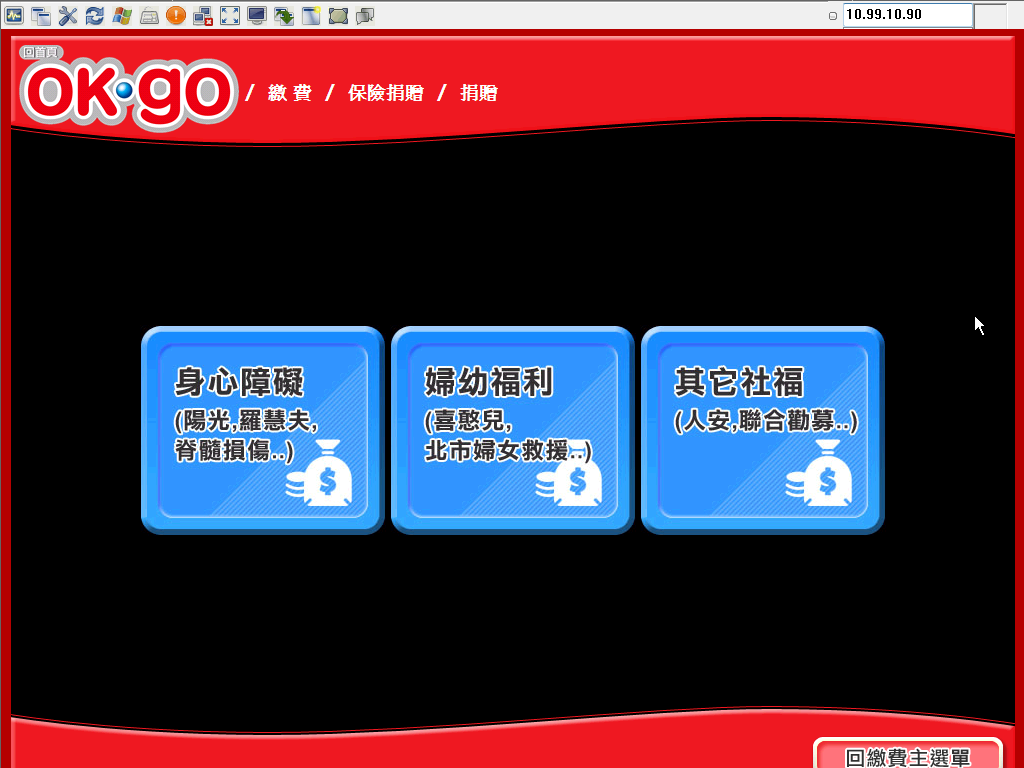 10.99.10.90
回首頁
OK·go
/ 繳 費 / 保險捐贈 / 捐贈
身心障礙
(陽光,羅慧夫,
脊髓損傷..)
婦幼福利
(喜憨兒,
北市婦女救援..)
其它社福
(人安,聯合勸募..)
回繳費主選單